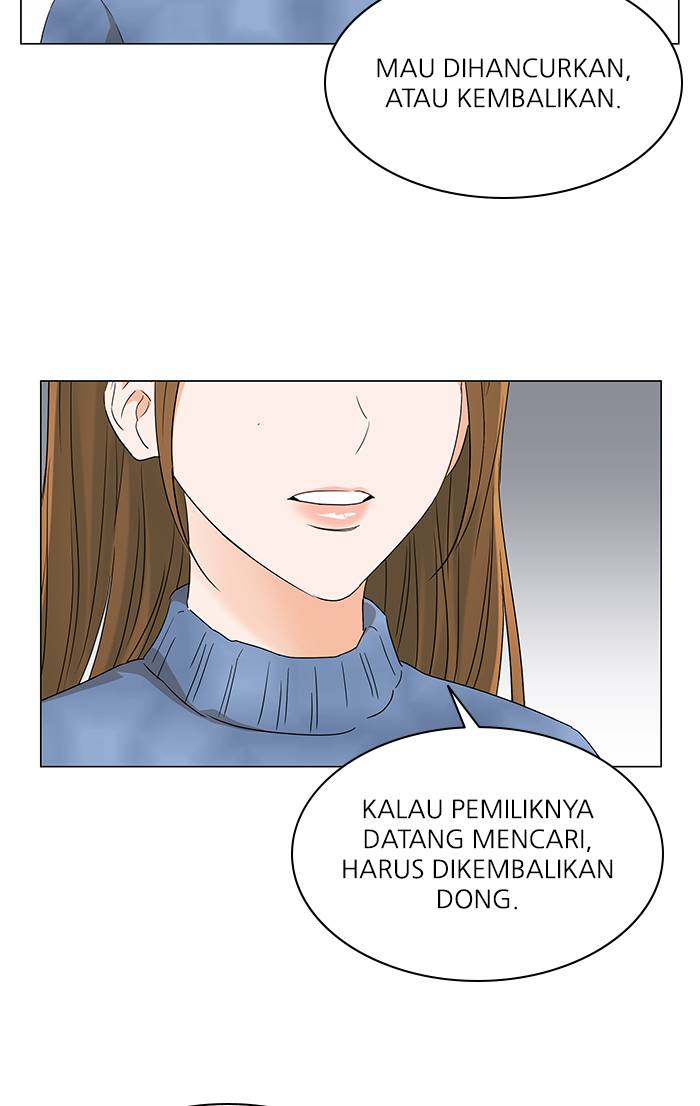 MAU DIHANCURKAN,
ATAU KEMBALIKAN.
KALAU PEMILIKNYA
DATANG MENCARI,
HARUS DIKEMBALIKAN
DONG.